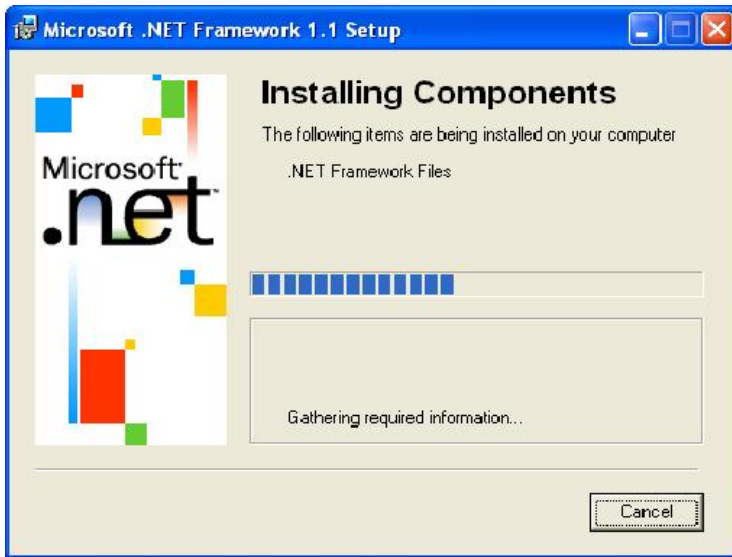 Microsoft .NET Framework 1.1 Setup
Installing Components
The following items are being installed on your computer
.NET Framework Files
Microsoft
.net
Gathering required information...
Cancel